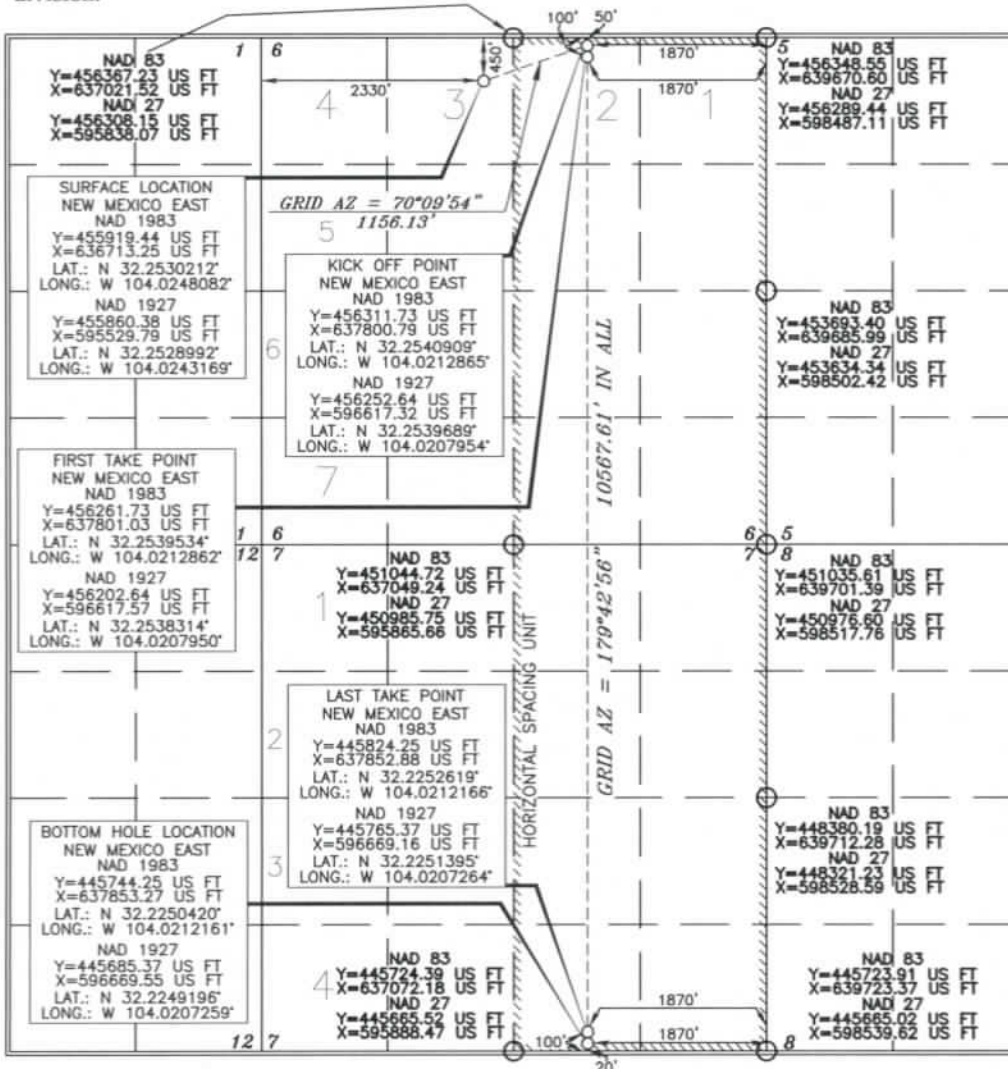 1 6
NAD 83
Y=456367.23 US FT
X=637021.52 US FT
NAD 27
Y=456308.15 US FT
X=595838.07 US FT
450'
2330'
4
3
100'
50'
1870'
1870'
2
1
5
NAD 83
Y=456348.55 US FT
X=639670.60 US FT
NAD 27
Y=456289.44 US FT
X=598487.11 US FT
SURFACE LOCATION
NEW MEXICO EAST
NAD 1983
Y=455919.44 US FT
X=636713.25 US FT
LAT.: N 32.2530212°
LONG.: W 104.0248082°
NAD 1927
Y=455860.38 US FT
X=595529.79 US FT
LAT.: N 32.2528992°
LONG.: W 104.0243169°
GRID AZ = 70°09'54"
1156.13'
5
KICK OFF POINT
NEW MEXICO EAST
NAD 1983
Y=456311.73 US FT
X=637800.79 US FT
LAT.: N 32.2540909°
LONG.: W 104.0212865°
NAD 1927
Y=456252.64 US FT
X=596617.32 US FT
LAT.: N 32.2539689°
LONG.: W 104.0207954°
6
NAD 83
Y=453693.40 US FT
X=639685.99 US FT
NAD 27
Y=453634.34 US FT
X=598502.42 US FT
7
FIRST TAKE POINT
NEW MEXICO EAST
NAD 1983
Y=456261.73 US FT
X=637801.03 US FT
LAT.: N 32.2539534°
LONG.: W 104.0212862°
NAD 1927
Y=456202.64 US FT
X=596617.57 US FT
LAT.: N 32.2538314°
LONG.: W 104.0207950°
1 6
12 7
NAD 83
Y=451044.72 US FT
X=637049.24 US FT
NAD 27
Y=450985.75 US FT
X=595865.66 US FT
1
HORIZONTAL SPACING UNIT
GRID AZ = 179°42'56" 10567.61' IN ALL
6 5
7 8
NAD 83
Y=451035.61 US FT
X=639701.39 US FT
NAD 27
Y=450976.60 US FT
X=598517.76 US FT
2
LAST TAKE POINT
NEW MEXICO EAST
NAD 1983
Y=445824.25 US FT
X=637852.88 US FT
LAT.: N 32.2252619°
LONG.: W 104.0212166°
NAD 1927
Y=445765.37 US FT
X=596669.16 US FT
LAT.: N 32.2251395°
LONG.: W 104.0207264°
3
NAD 83
Y=448380.19 US FT
X=639712.28 US FT
NAD 27
Y=448321.23 US FT
X=598528.59 US FT
BOTTOM HOLE LOCATION
NEW MEXICO EAST
NAD 1983
Y=445744.25 US FT
X=637853.27 US FT
LAT.: N 32.2250420°
LONG.: W 104.0212161°
NAD 1927
Y=445685.37 US FT
X=596669.55 US FT
LAT.: N 32.2249196°
LONG.: W 104.0207259°
4
NAD 83
Y=445724.39 US FT
X=637072.18 US FT
NAD 27
Y=445665.52 US FT
X=595888.47 US FT
NAD 83
Y=445723.91 US FT
X=639723.37 US FT
NAD 27
Y=445665.02 US FT
X=598539.62 US FT
1870'
1870'
100'
20'
12 7
8